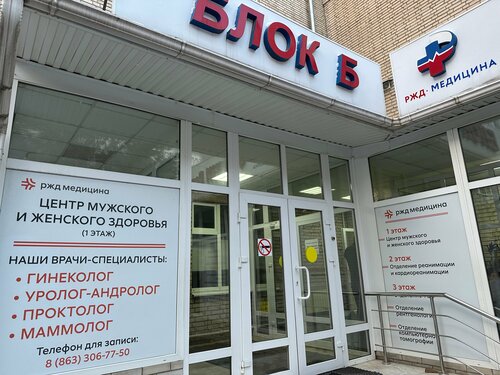 БЛОК Б
РЖД-МЕДИЦИНА
ржд медицина
ЦЕНТР МУЖСКОГО
И ЖЕНСКОГО ЗДОРОВЬЯ
(1 ЭТАЖ)
НАШИ ВРАЧИ-СПЕЦИАЛИСТЫ:
• ГИНЕКОЛОГ
• УРОЛОГ-АНДРОЛОГ
• ПРОКТОЛОГ
• МАММОЛОГ
Телефон для записи:
8 (863) 306-77-50
ржд медицина
1 этаж
Центр мужского
и женского здоровья
2 этаж
Отделение реанимации
и кардиореанимации
3 этаж
Отделение
рентгенологии
Отделение
компьютерной
томографии